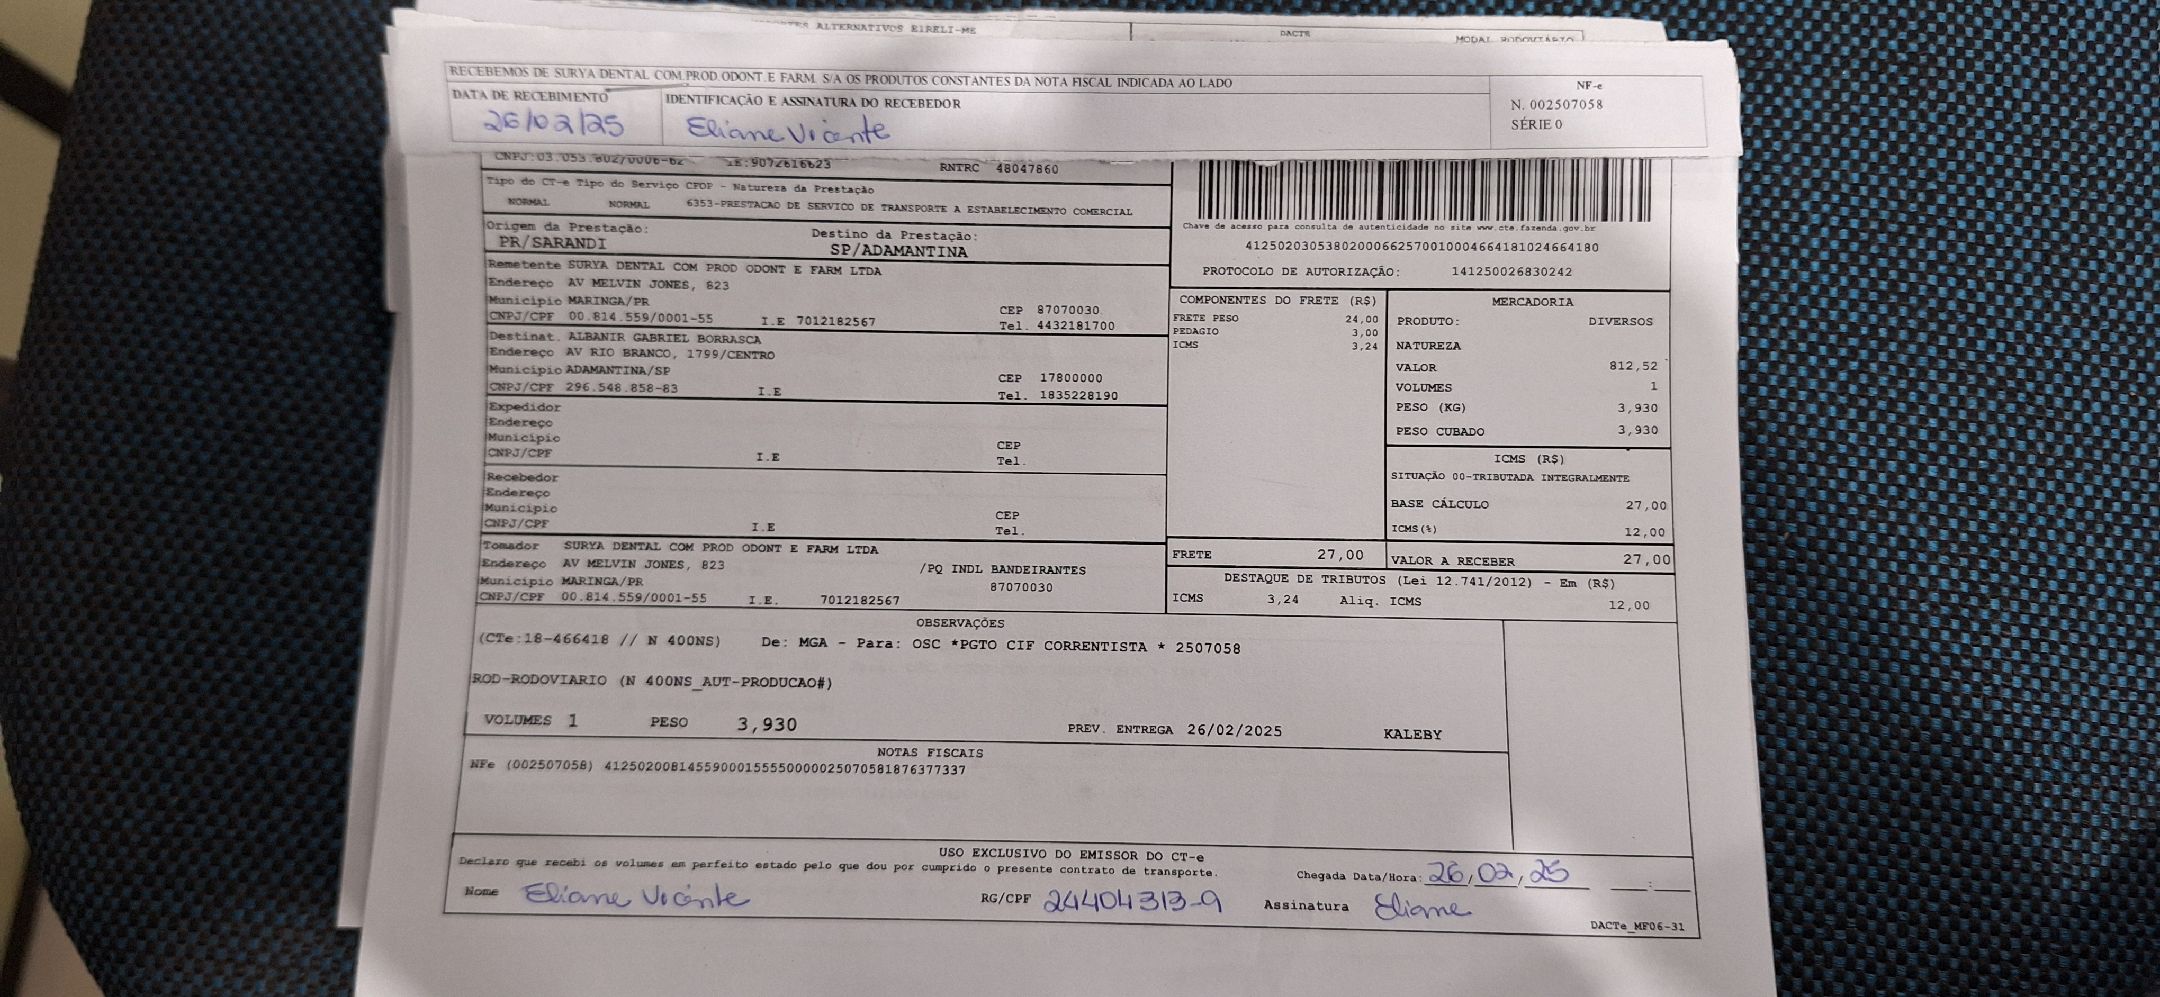 ALTERNATIVOS EIRELI-ME
DACTE
MODAL RODOVIÁRIO
RECEBEMOS DE SURYA DENTAL COM.PROD.ODONT.E FARM. S/A OS PRODUTOS CONSTANTES DA NOTA FISCAL INDICADA AO LADO
DATA DE RECEBIMENTO
IDENTIFICAÇÃO E ASSINATURA DO RECEBEDOR
26/02/25
Eliane Vicente
NF-e
N. 002507058
SÉRIE 0
CNPJ:03.053.802/0006-62 IE:9072616623 RNTRC 48047860
Tipo do CT-e Tipo do Serviço CFOP - Natureza da Prestação
NORMAL NORMAL 6353-PRESTACAO DE SERVICO DE TRANSPORTE A ESTABELECIMENTO COMERCIAL
Origem da Prestação: Destino da Prestação:
PR/SARANDI SP/ADAMANTINA
Chave de acesso para consulta de autenticidade no site www.cte.fazenda.gov.br
41250203053802000662570010004664181024664180
PROTOCOLO DE AUTORIZAÇÃO: 141250026830242
Remetente SURYA DENTAL COM PROD ODONT E FARM LTDA
Endereço AV MELVIN JONES, 823
Municipio MARINGA/PR CEP 87070030
CNPJ/CPF 00.814.559/0001-55 I.E 7012182567 Tel. 4432181700
Destinat. ALBANIR GABRIEL BORRASCA
Endereço AV RIO BRANCO, 1799/CENTRO
Municipio ADAMANTINA/SP CEP 17800000
CNPJ/CPF 296.548.858-83 I.E Tel. 1835228190
Expedidor
Endereço
Municipio CEP
CNPJ/CPF I.E Tel.
Recebedor
Endereço
Municipio CEP
CNPJ/CPF I.E Tel.
Tomador SURYA DENTAL COM PROD ODONT E FARM LTDA
Endereço AV MELVIN JONES, 823 /PQ INDL BANDEIRANTES
Municipio MARINGA/PR 87070030
CNPJ/CPF 00.814.559/0001-55 I.E. 7012182567
COMPONENTES DO FRETE (R$)
FRETE PESO 24,00
PEDAGIO 3,00
ICMS 3,24
MERCADORIA
PRODUTO: DIVERSOS
NATUREZA
VALOR 812,52
VOLUMES 1
PESO (KG) 3,930
PESO CUBADO 3,930
ICMS (R$)
SITUAÇÃO 00-TRIBUTADA INTEGRALMENTE
BASE CÁLCULO 27,00
ICMS(%) 12,00
FRETE 27,00 VALOR A RECEBER 27,00
DESTAQUE DE TRIBUTOS (Lei 12.741/2012) - Em (R$)
ICMS 3,24 Aliq. ICMS 12,00
OBSERVAÇÕES
(CTe:18-466418 // N 400NS) De: MGA - Para: OSC *PGTO CIF CORRENTISTA * 2507058
ROD-RODOVIARIO (N 400NS_AUT-PRODUCAO#)
VOLUMES 1 PESO 3,930 PREV. ENTREGA 26/02/2025 KALEBY
NOTAS FISCAIS
NFe (002507058) 41250200814559000155550000025070581876377337
USO EXCLUSIVO DO EMISSOR DO CT-e
Declaro que recebi os volumes em perfeito estado pelo que dou por cumprido o presente contrato de transporte.
Chegada Data/Hora: 26/02/25 __:__
Nome Eliane Vicente RG/CPF 24404313-9 Assinatura Eliane
DACTe_MF06-31